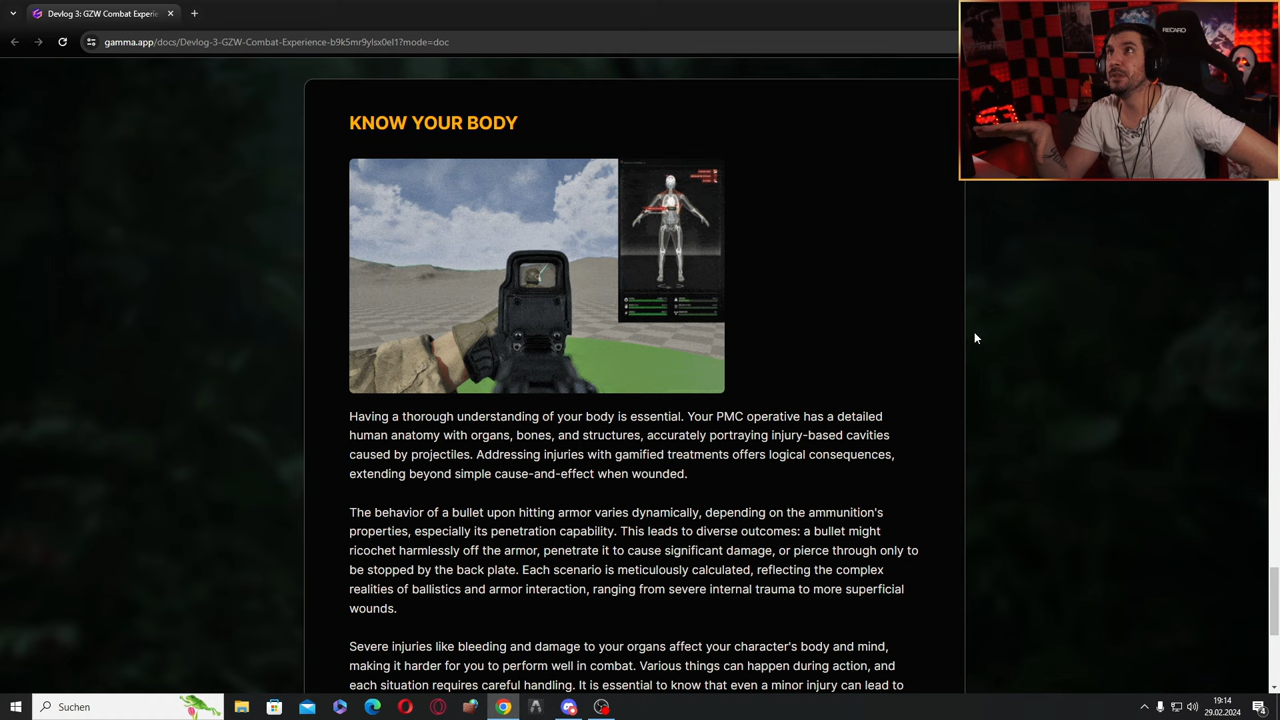 Devlog 3: GZW Combat Experie
gamma.app/docs/Devlog-3-GZW-Combat-Experience-b9k5mr9ylsx0el1?mode=doc
RECARO
KNOW YOUR BODY
Having a thorough understanding of your body is essential. Your PMC operative has a detailed
human anatomy with organs, bones, and structures, accurately portraying injury-based cavities
caused by projectiles. Addressing injuries with gamified treatments offers logical consequences,
extending beyond simple cause-and-effect when wounded.
The behavior of a bullet upon hitting armor varies dynamically, depending on the ammunition's
properties, especially its penetration capability. This leads to diverse outcomes: a bullet might
ricochet harmlessly off the armor, penetrate it to cause significant damage, or pierce through only to
be stopped by the back plate. Each scenario is meticulously calculated, reflecting the complex
realities of ballistics and armor interaction, ranging from severe internal trauma to more superficial
wounds.
Severe injuries like bleeding and damage to your organs affect your character's body and mind,
making it harder for you to perform well in combat. Various things can happen during action, and
each situation requires careful handling. It is essential to know that even a minor injury can lead to
Suchen
19:14
29.02.2024
4